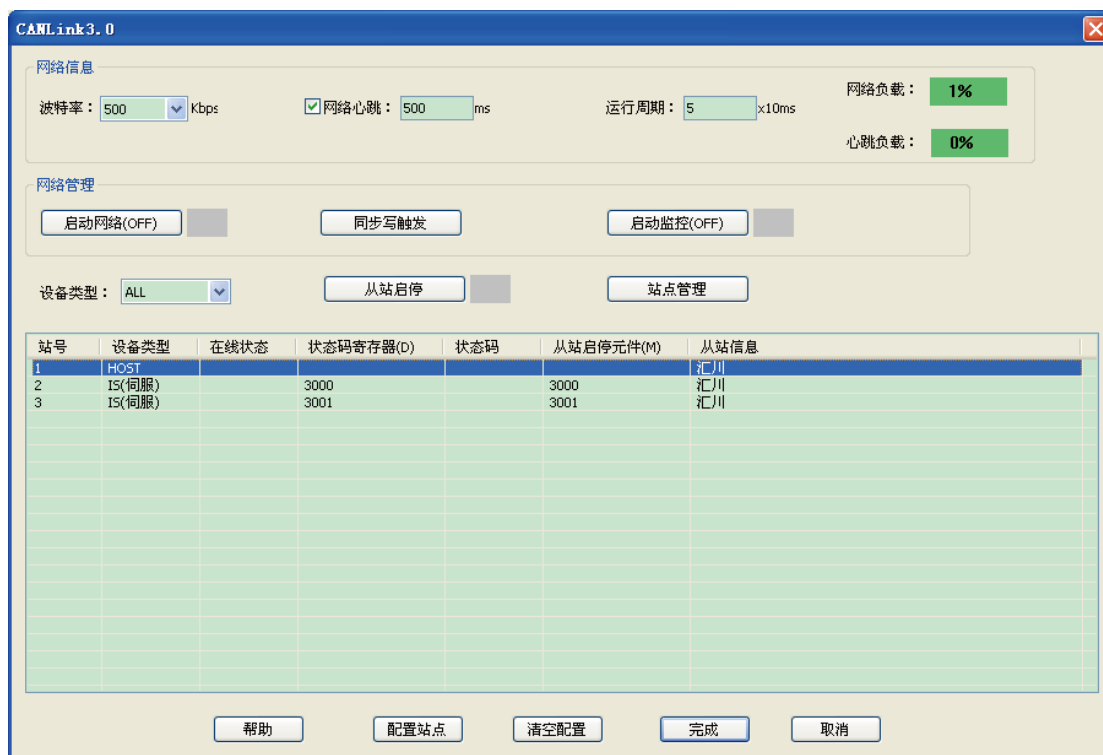 CANLink3.0
网络信息
波特率： 500 Kbps 网络心跳： 500 ms 运行周期： 5 x10ms 网络负载： 1%
心跳负载： 0%
网络管理
启动网络(OFF) 同步写触发 启动监控(OFF)
设备类型： ALL 从站启停 站点管理
站号 设备类型 在线状态 状态码寄存器(D) 状态码 从站启停元件(M) 从站信息
1 HOST 汇川
2 IS(伺服) 3000 3000 汇川
3 IS(伺服) 3001 3001 汇川
帮助 配置站点 清空配置 完成 取消